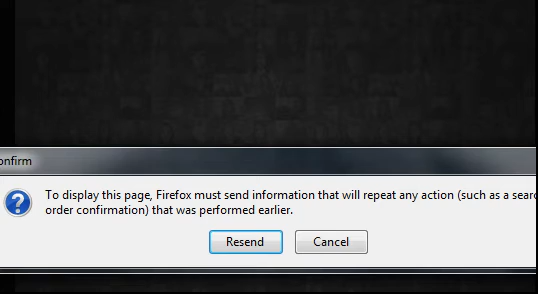 onfirm
To display this page, Firefox must send information that will repeat any action (such as a searc
order confirmation) that was performed earlier.
Resend
Cancel